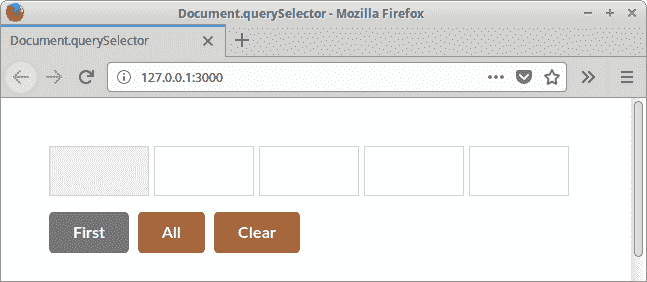 Document.querySelector - Mozilla Firefox
Document.querySelector
127.0.0.1:3000
First All Clear